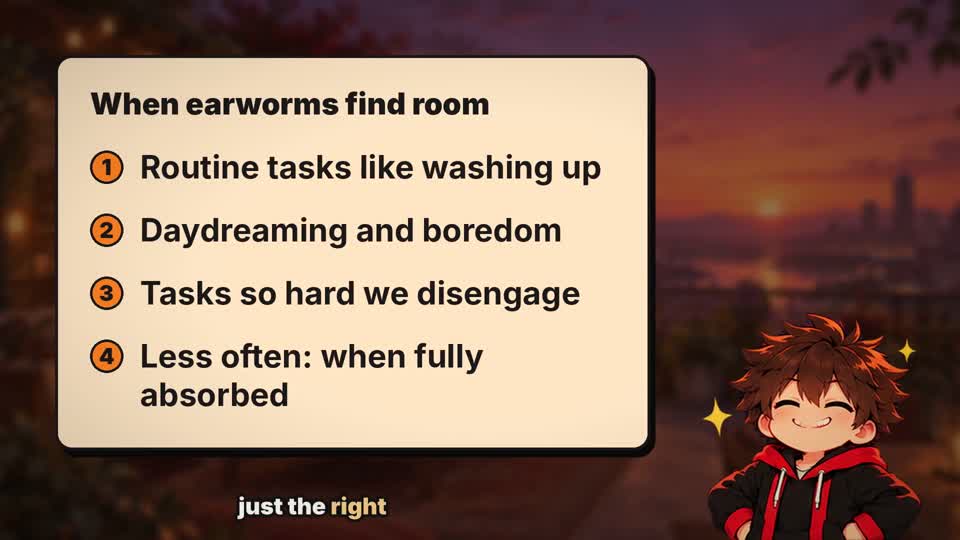 When earworms find room
1 Routine tasks like washing up
2 Daydreaming and boredom
3 Tasks so hard we disengage
4 Less often: when fully
absorbed
just the right